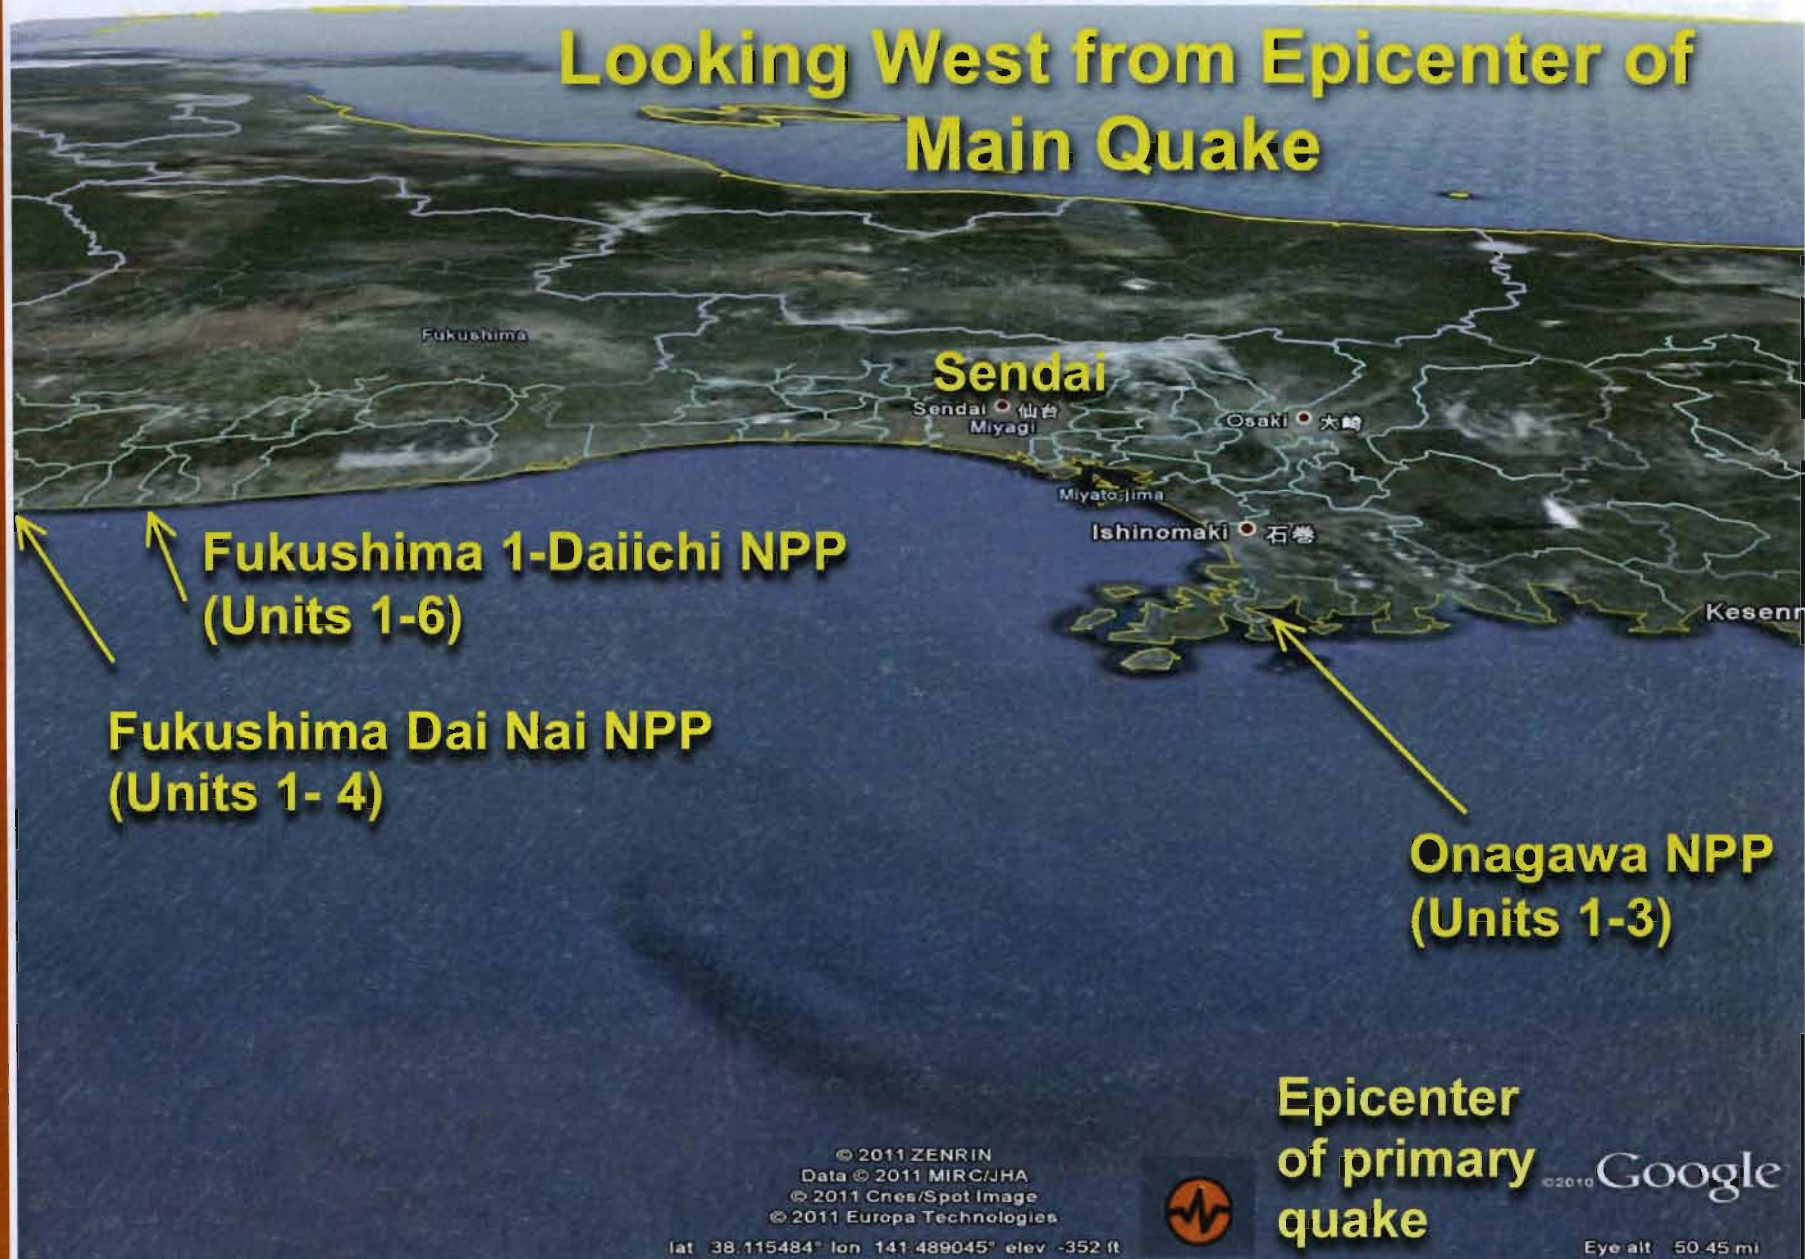 Looking West from Epicenter of
Main Quake
Fukushima
Sendai
Sendai 仙台
Miyagi
Osaki 大崎
Miyato-jima
Ishinomaki 石巻
Fukushima 1-Daiichi NPP
(Units 1-6)
Kesenn
Fukushima Dai Nai NPP
(Units 1- 4)
Onagawa NPP
(Units 1-3)
Epicenter
of primary
quake
© 2011 ZENRIN
Data © 2011 MIRC/JHA
© 2011 Cnes/Spot Image
© 2011 Europa Technologies
©2010 Google
lat 38.115484° lon 141.489045° elev -352 ft
Eye alt 50.45 mi